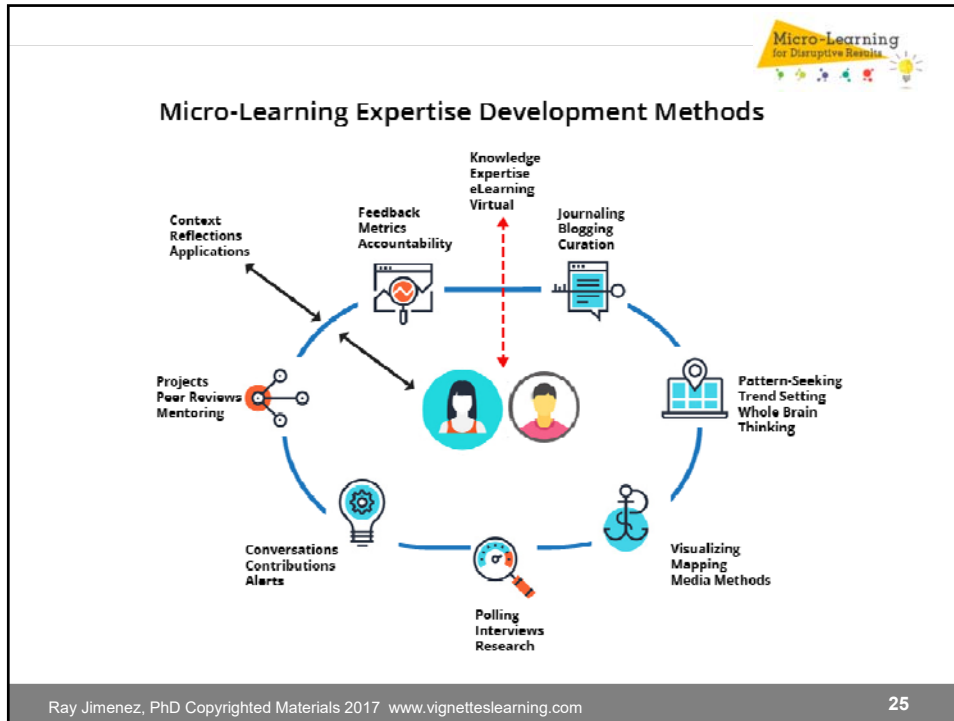 Micro-Learning
for Disruptive Results
Micro-Learning Expertise Development Methods
Knowledge
Expertise
eLearning
Virtual
Feedback
Metrics
Accountability
Journaling
Blogging
Curation
Context
Reflections
Applications
Projects
Peer Reviews
Mentoring
Pattern-Seeking
Trend Setting
Whole Brain
Thinking
Conversations
Contributions
Alerts
Visualizing
Mapping
Media Methods
Polling
Interviews
Research
Ray Jimenez, PhD Copyrighted Materials 2017 www.vignetteslearning.com
25